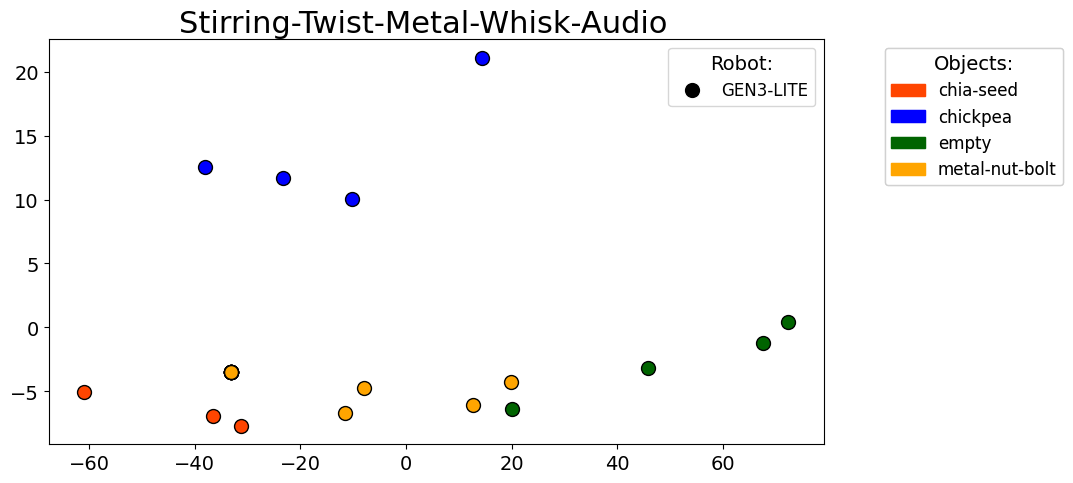 Stirring-Twist-Metal-Whisk-Audio
Robot:
GEN3-LITE
Objects:
chia-seed
chickpea
empty
metal-nut-bolt
20
15
10
5
0
−5
−60
−40
−20
0
20
40
60